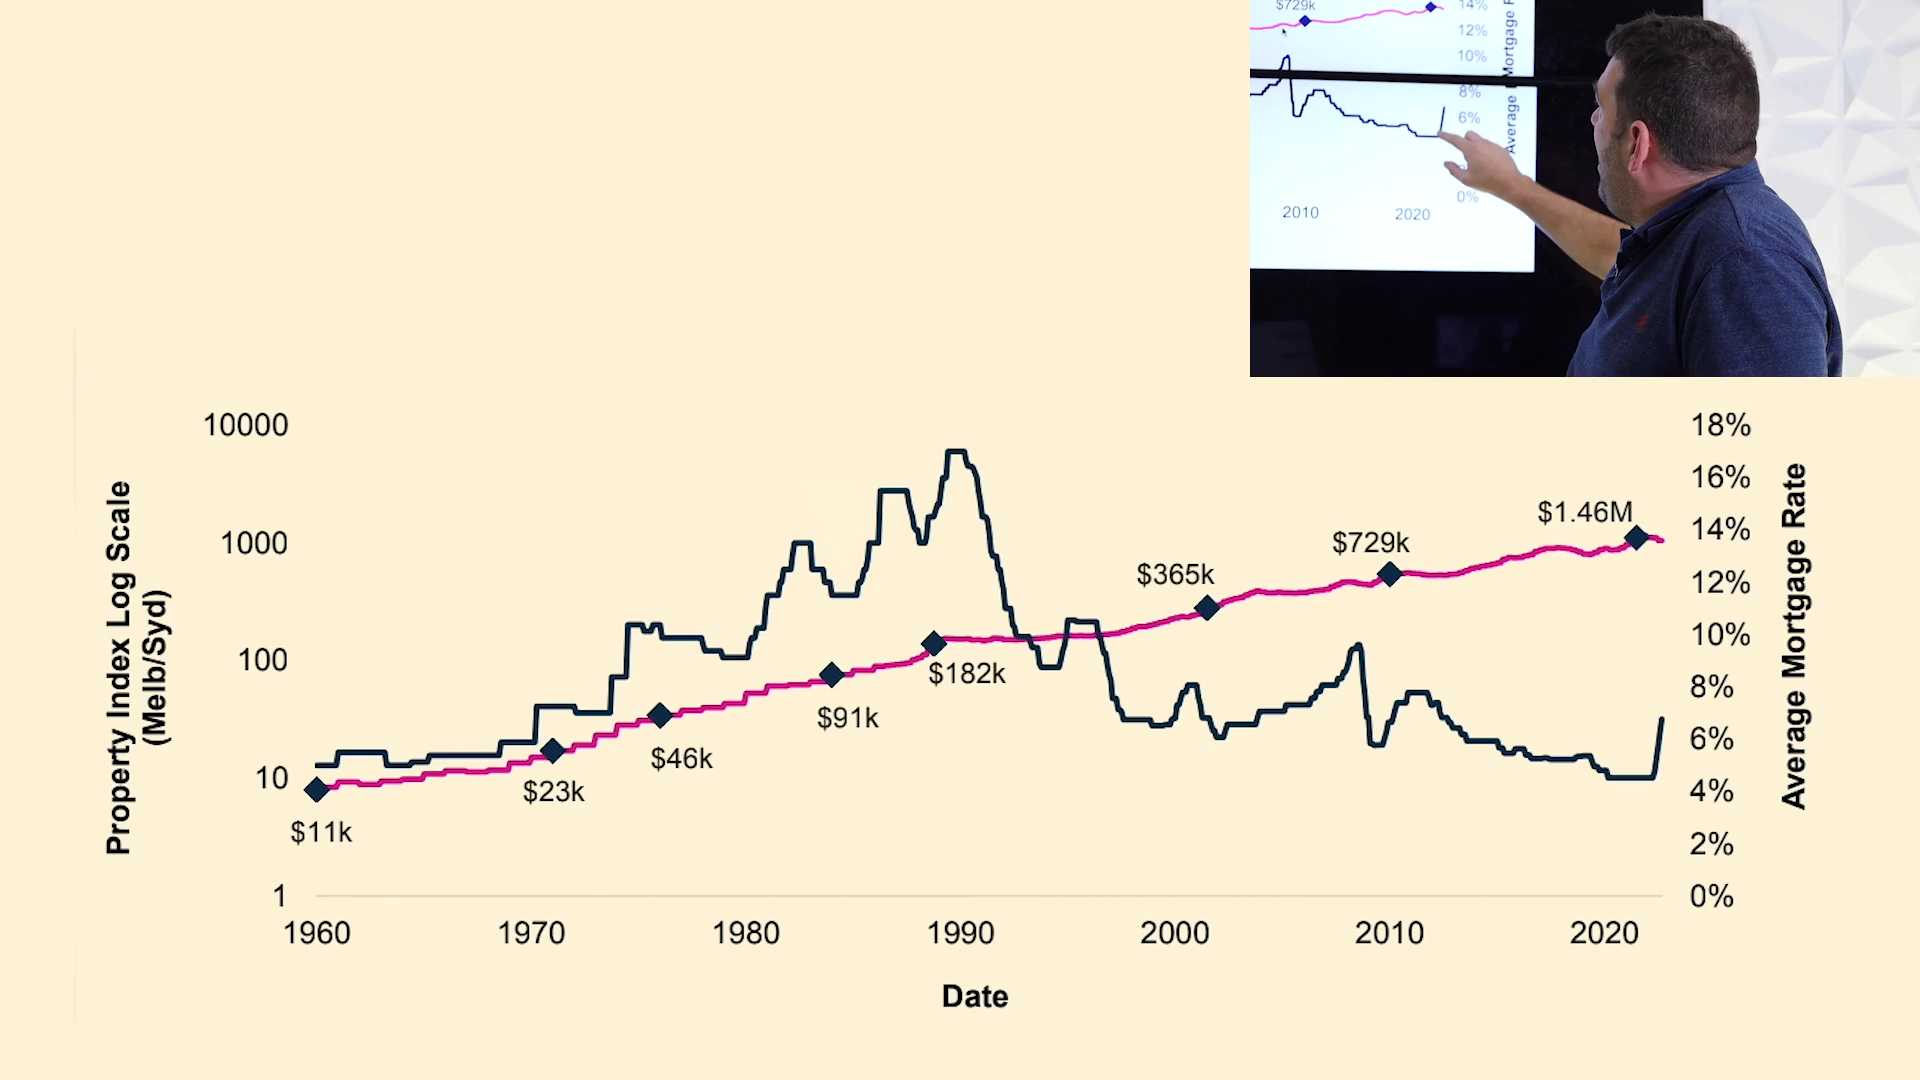 $729k
14%
12%
10%
8%
6%
0%
2010
2020
Average Mortgage
10000
1000
100
10
1
Property Index Log Scale
(Melb/Syd)
18%
16%
14%
12%
10%
8%
6%
4%
2%
0%
Average Mortgage Rate
$11k
$23k
$46k
$91k
$182k
$365k
$729k
$1.46M
1960
1970
1980
1990
2000
2010
2020
Date